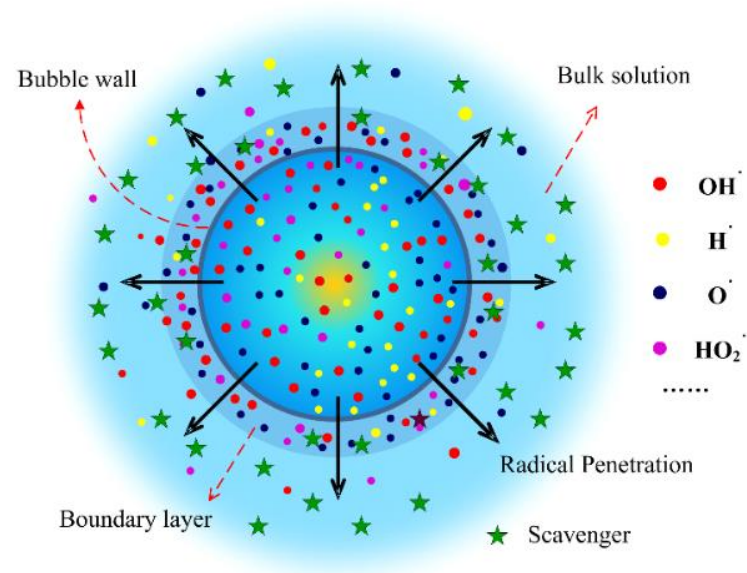 Bubble wall
Bulk solution
OH·
H·
O·
HO₂·
······
Radical Penetration
Boundary layer
Scavenger